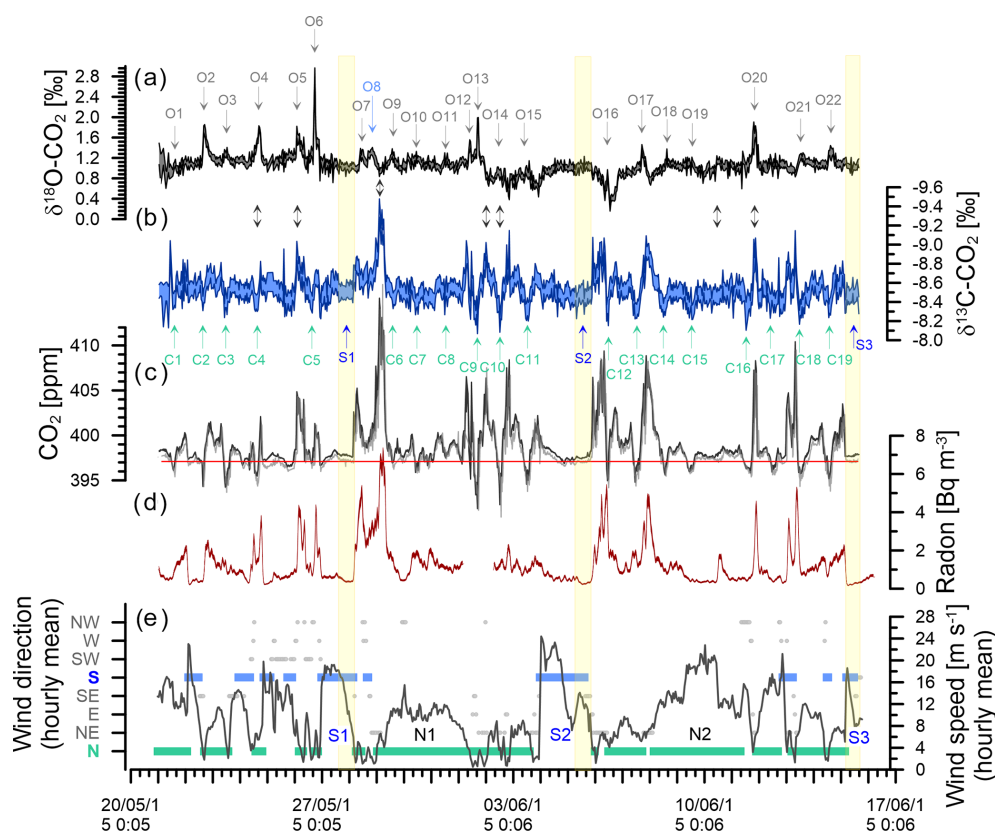 O6
(a)
O2
O4
O5
O13
O20
O1
O3
O7
O8
O9
O10
O11
O12
O14
O15
O16
O17
O18
O19
O21
O22
2.8
2.4
2.0
1.6
1.2
0.8
0.4
0.0
δ¹⁸O-CO₂ [‰]
(b)
-9.6
-9.4
-9.2
-9.0
-8.8
-8.6
-8.4
-8.2
-8.0
δ¹³C-CO₂ [‰]
C1
C2
C3
C4
C5
S1
C6
C7
C8
C9
C10
C11
S2
C12
C13
C14
C15
C16
C17
C18
C19
S3
(c)
410
405
400
395
CO₂ [ppm]
(d)
8
6
4
2
0
Radon [Bq m⁻³]
(e)
Wind direction
(hourly mean)
NW
W
SW
S
SE
E
NE
N
S1
N1
S2
N2
S3
28
24
20
16
12
8
4
0
Wind speed [m s⁻¹]
(hourly mean)
20/05/1
5 0:05
27/05/1
5 0:05
03/06/1
5 0:06
10/06/1
5 0:06
17/06/1
5 0:06